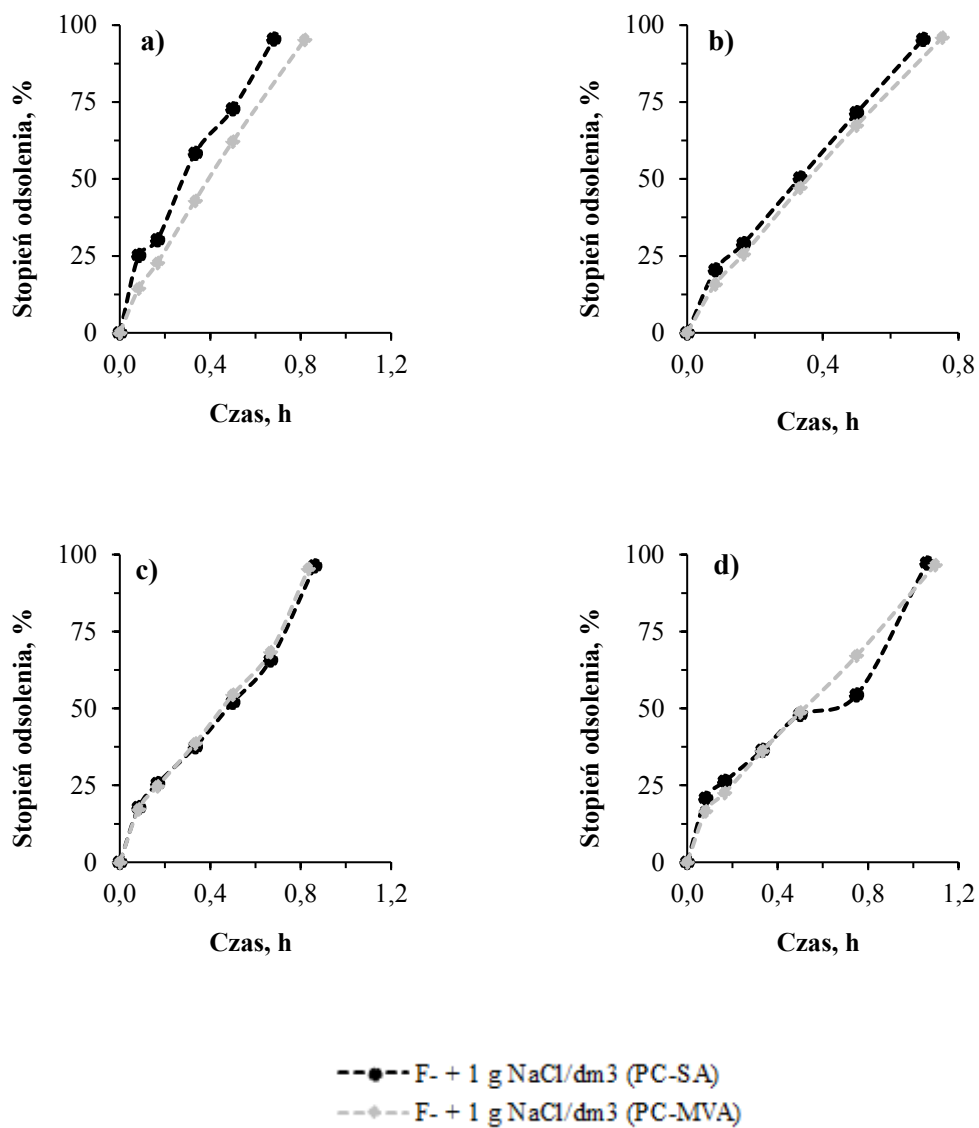 a)
100
75
50
25
0
Stopień odsolenia, %
0,0 0,4 0,8 1,2
Czas, h
b)
100
75
50
25
0
Stopień odsolenia, %
0,0 0,4 0,8
Czas, h
c)
100
75
50
25
0
Stopień odsolenia, %
0,0 0,4 0,8 1,2
Czas, h
d)
100
75
50
25
0
Stopień odsolenia, %
0,0 0,4 0,8 1,2
Czas, h
F- + 1 g NaCl/dm3 (PC-SA)
F- + 1 g NaCl/dm3 (PC-MVA)